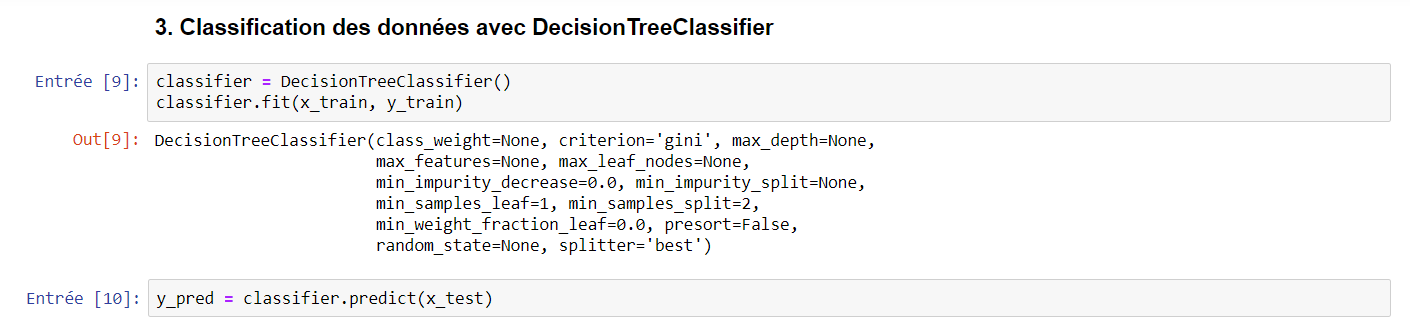 3. Classification des données avec DecisionTreeClassifier
Entrée [9]: classifier = DecisionTreeClassifier()
classifier.fit(x_train, y_train)
Out[9]: DecisionTreeClassifier(class_weight=None, criterion='gini', max_depth=None,
max_features=None, max_leaf_nodes=None,
min_impurity_decrease=0.0, min_impurity_split=None,
min_samples_leaf=1, min_samples_split=2,
min_weight_fraction_leaf=0.0, presort=False,
random_state=None, splitter='best')
Entrée [10]: y_pred = classifier.predict(x_test)